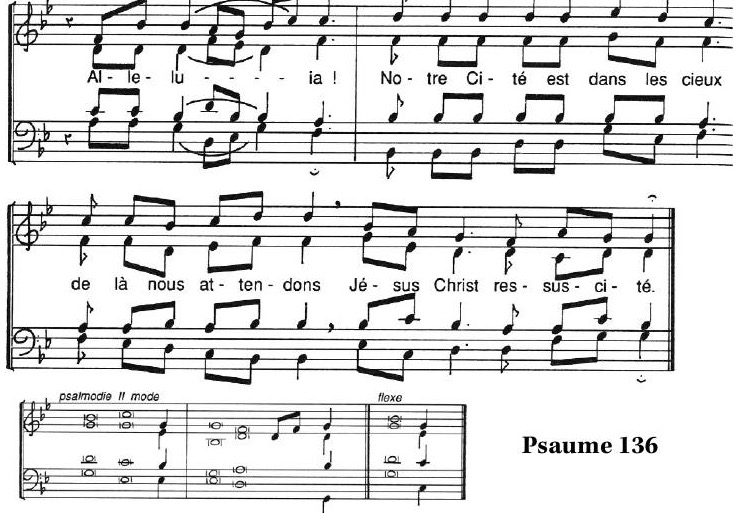 Al - le - lu - - - - ia ! No - tre Ci - té est dans les cieux
de là nous at - ten - dons Jé - sus Christ res - sus - ci - té.
psalmodie II mode flexe
Psaume 136